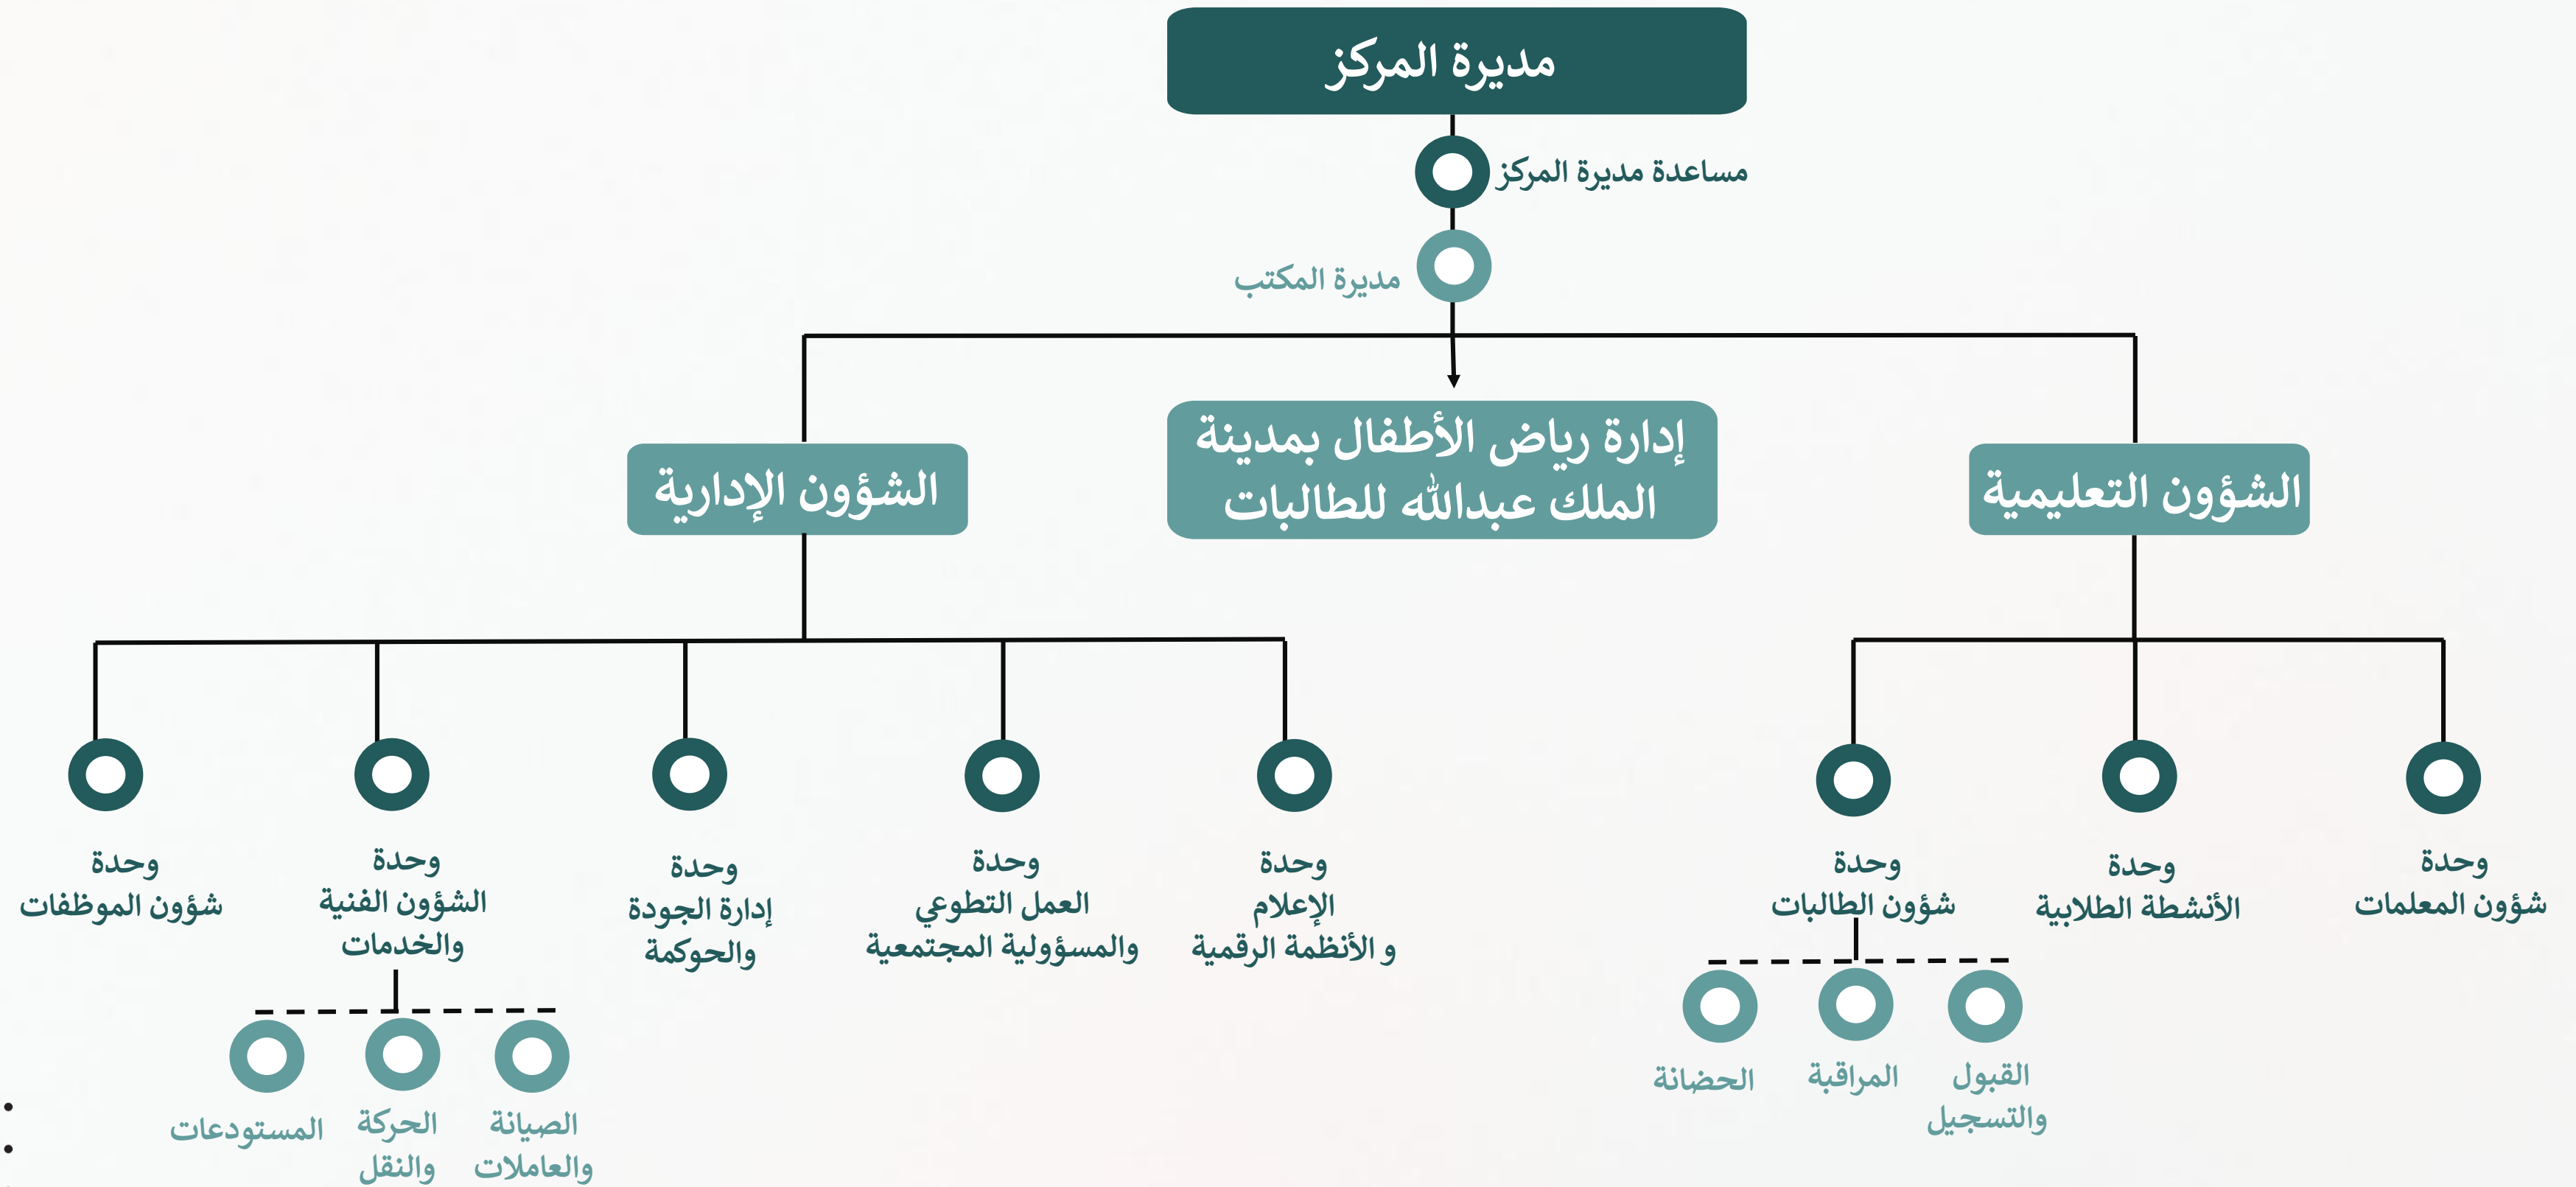 مديرة المركز
مساعدة مديرة المركز
مديرة المكتب
الشؤون التعليمية
إدارة رياض الأطفال بمدينة
الملك عبدالله للطالبات
الشؤون الإدارية
وحدة
شؤون المعلمات
وحدة
الأنشطة الطلابية
وحدة
شؤون الطالبات
القبول
والتسجيل
المراقبة
الحضانة
وحدة
الإعلام
و الأنظمة الرقمية
وحدة
العمل التطوعي
والمسؤولية المجتمعية
وحدة
إدارة الجودة
والحوكمة
وحدة
الشؤون الفنية
والخدمات
الصيانة
والعاملات
الحركة
والنقل
المستودعات
وحدة
شؤون الموظفات